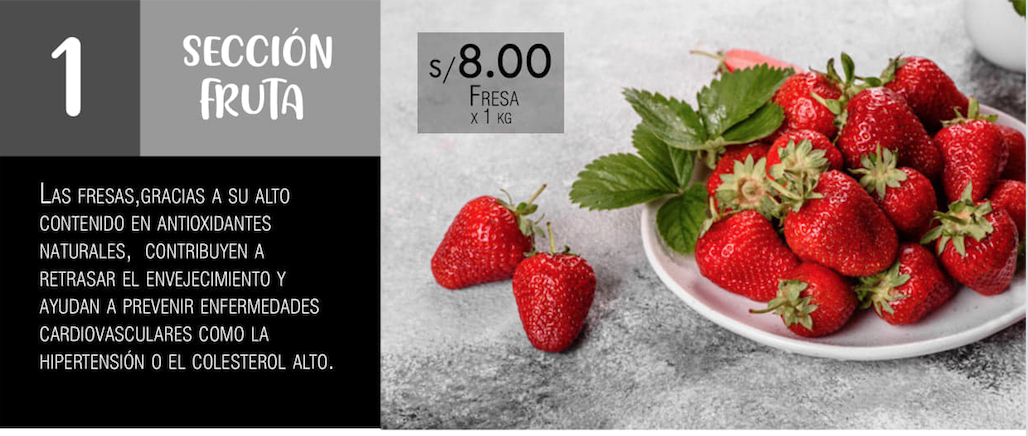 1
SECCIÓN
FRUTA
LAS FRESAS,GRACIAS A SU ALTO
CONTENIDO EN ANTIOXIDANTES
NATURALES, CONTRIBUYEN A
RETRASAR EL ENVEJECIMIENTO Y
AYUDAN A PREVENIR ENFERMEDADES
CARDIOVASCULARES COMO LA
HIPERTENSIÓN O EL COLESTEROL ALTO.
S/8.00
FRESA
X 1 KG